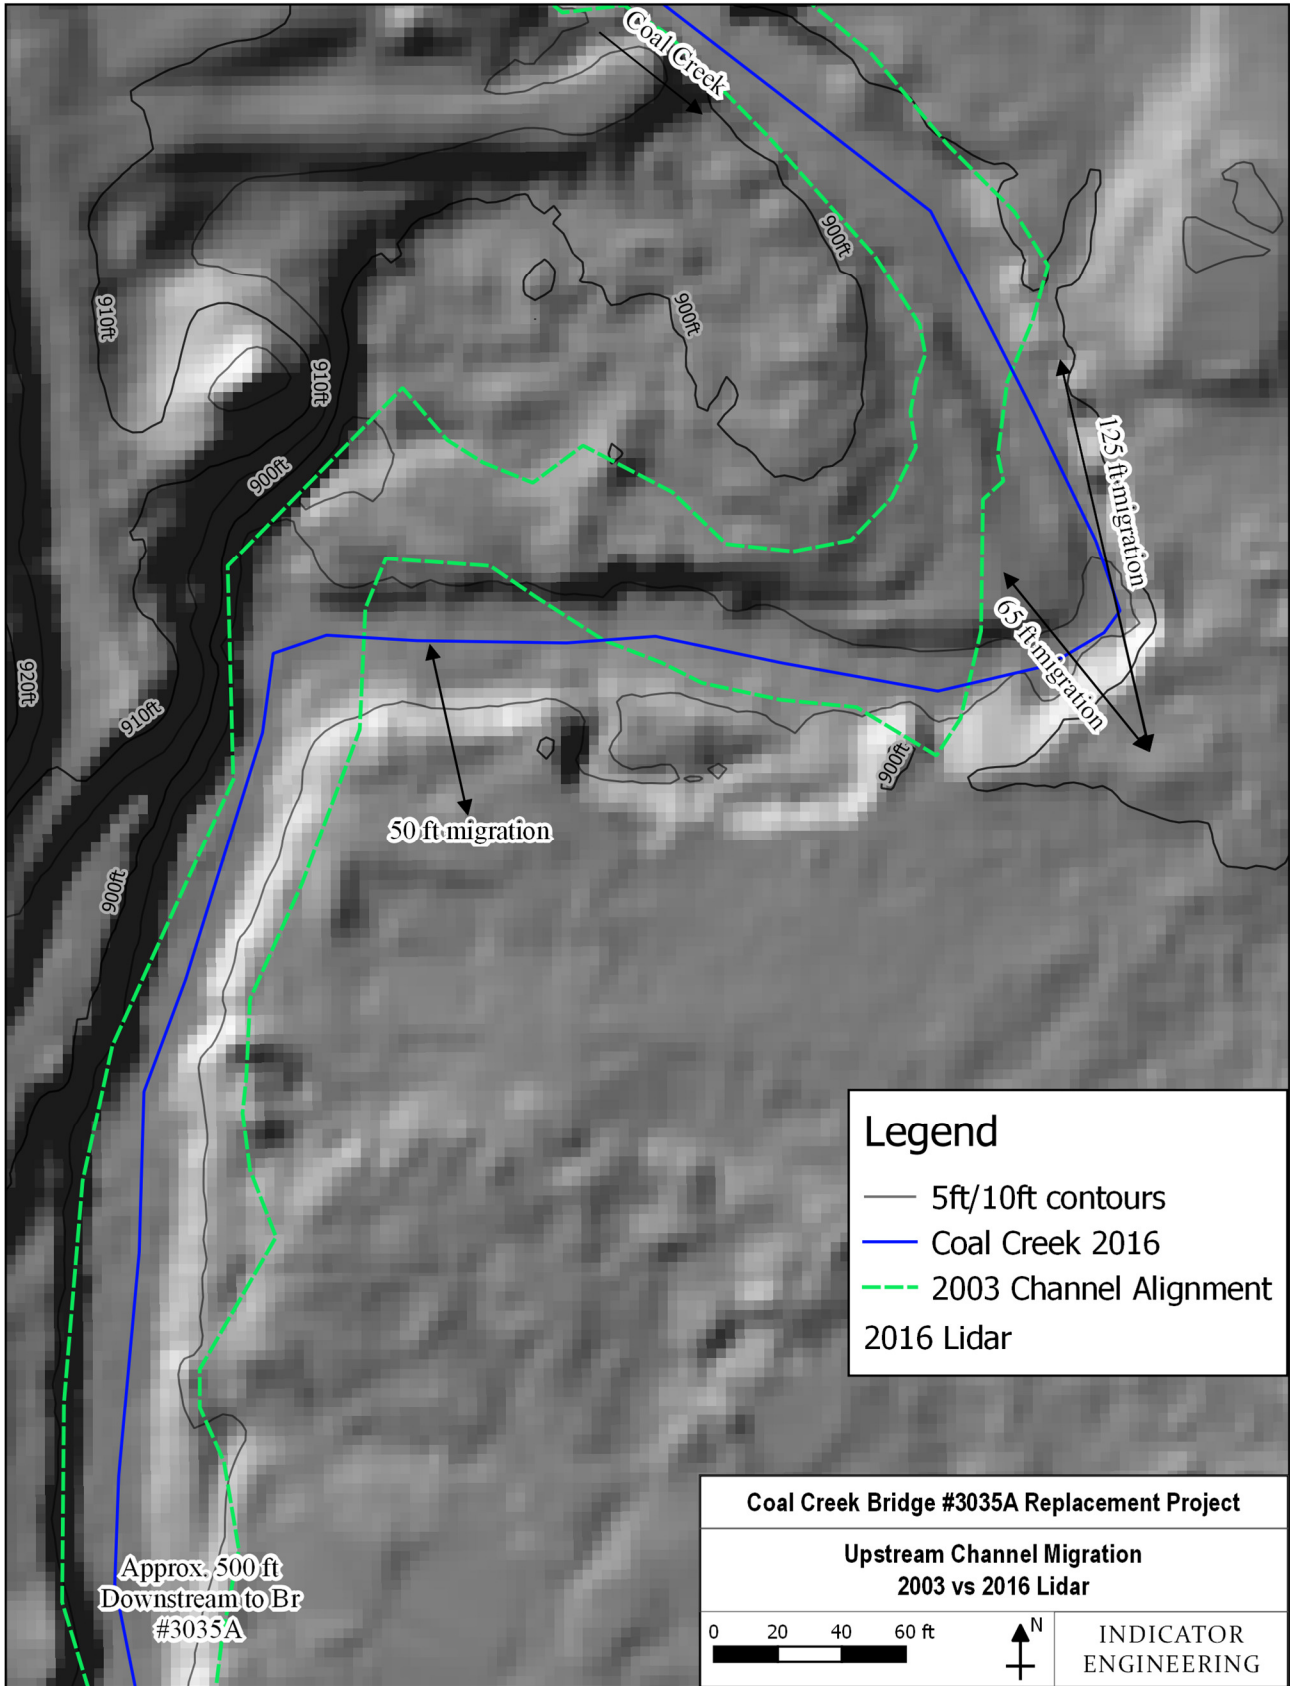 Coal Creek
900ft
900ft
910ft
910ft
900ft
125 ft migration
65 ft migration
920ft
910ft
900ft
50 ft migration
900ft
Legend
5ft/10ft contours
Coal Creek 2016
2003 Channel Alignment
2016 Lidar
Approx. 500 ft
Downstream to Br
#3035A
Coal Creek Bridge #3035A Replacement Project
Upstream Channel Migration
2003 vs 2016 Lidar
0 20 40 60 ft
N
INDICATOR
ENGINEERING